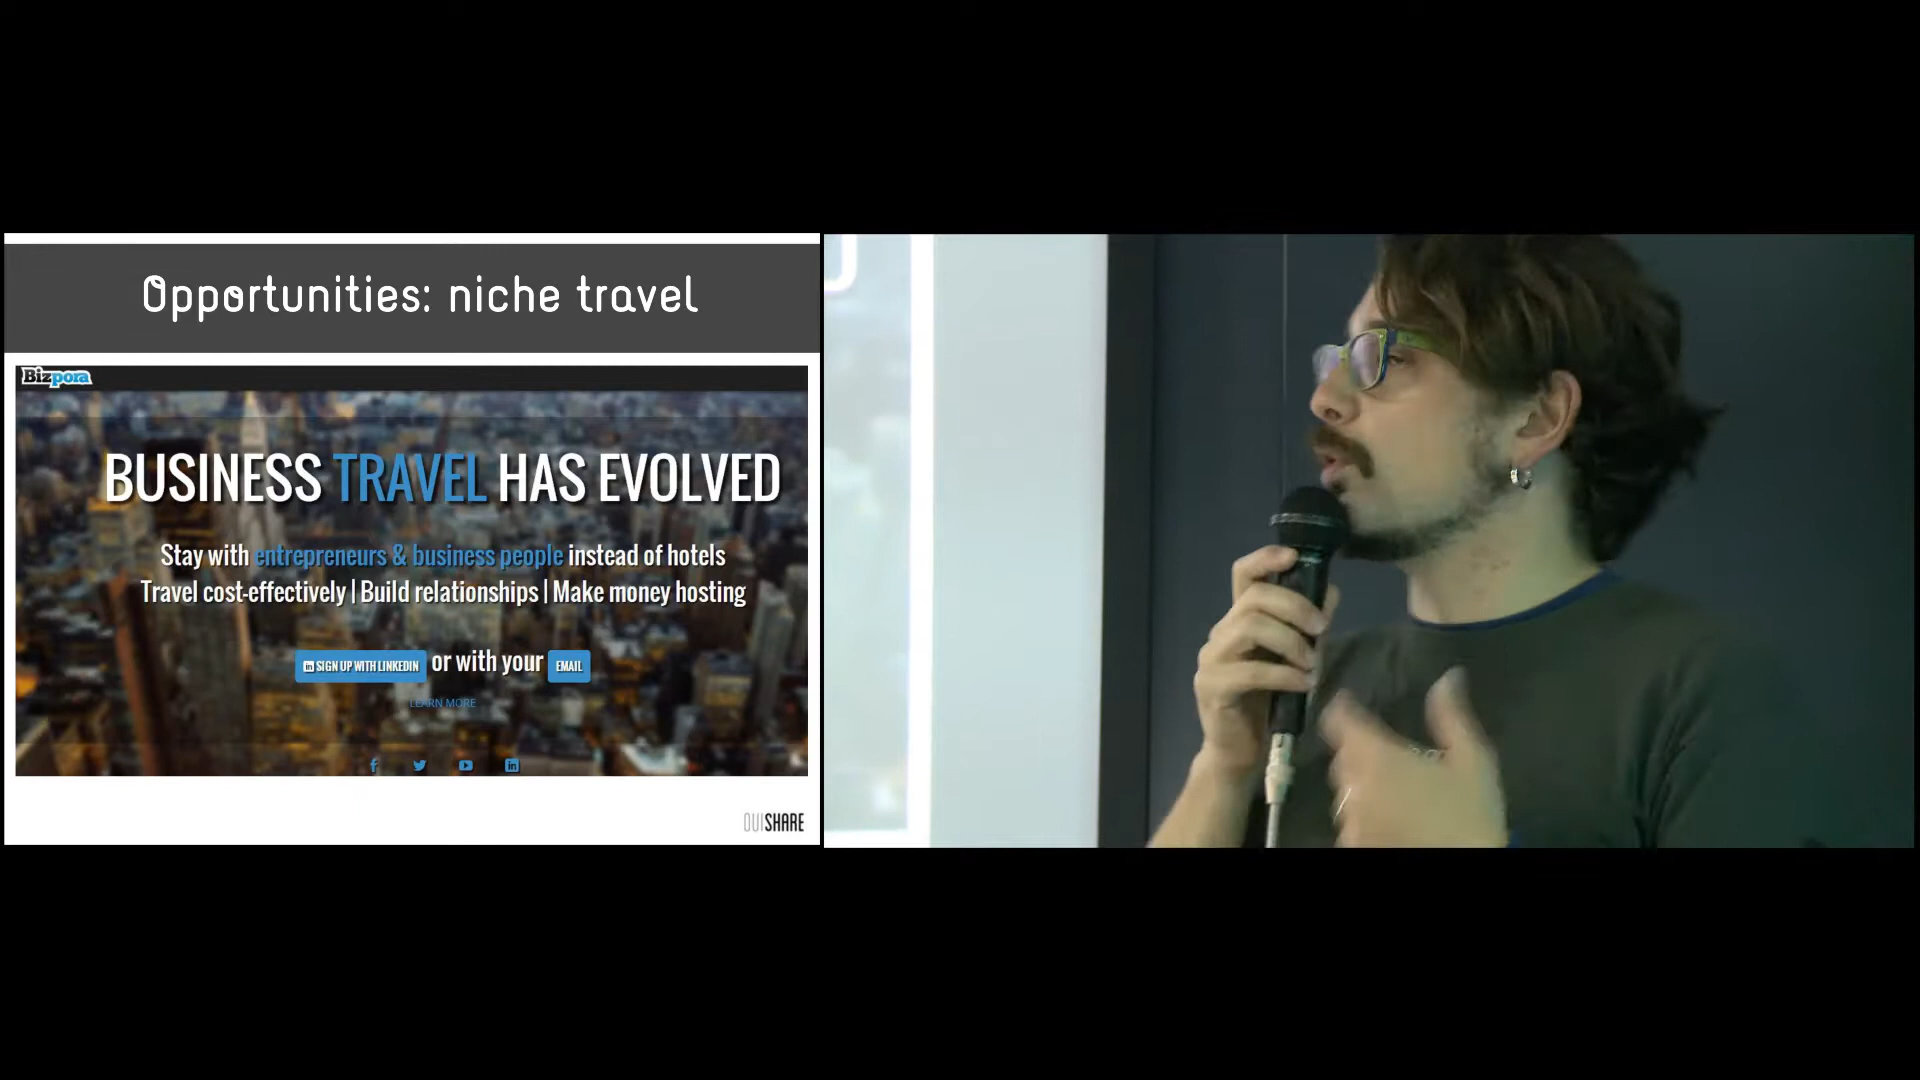 Opportunities: niche travel
Bizpora
BUSINESS TRAVEL HAS EVOLVED
Stay with entrepreneurs & business people instead of hotels
Travel cost-effectively | Build relationships | Make money hosting
in SIGN UP WITH LINKEDIN or with your EMAIL
LEARN MORE
OUISHARE